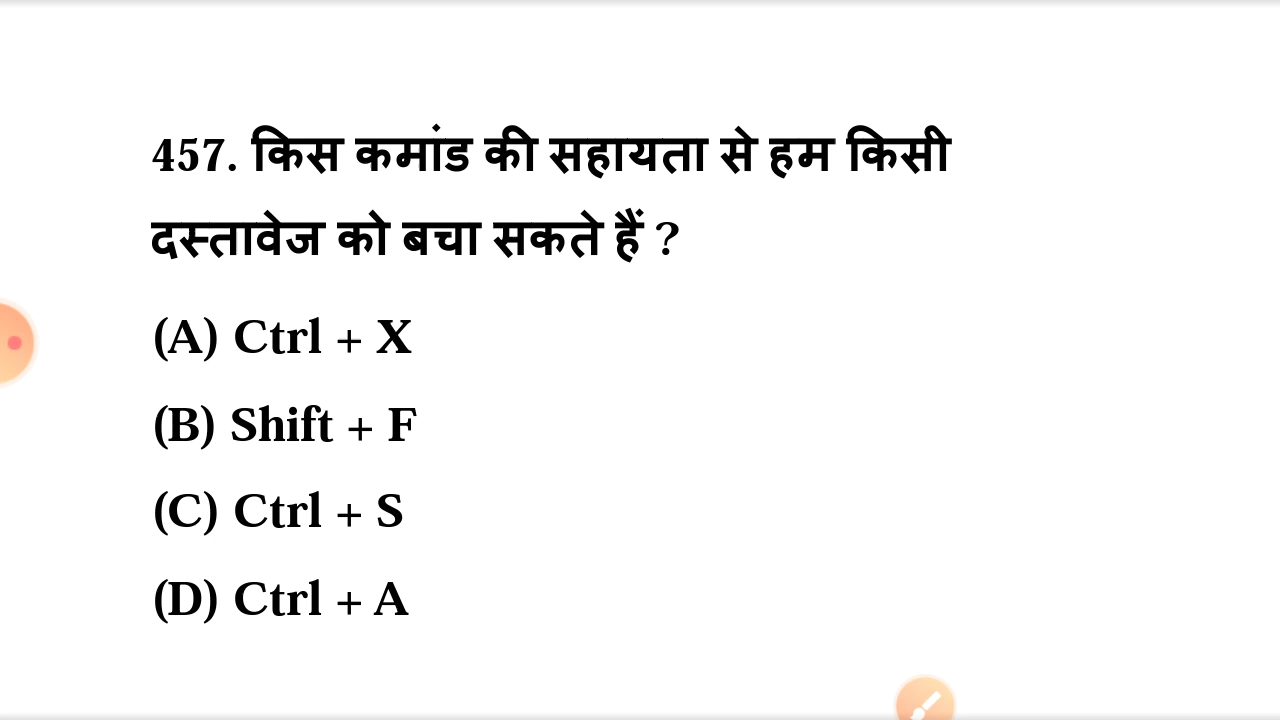 457. किस कमांड की सहायता से हम किसी
दस्तावेज को बचा सकते हैं ?
(A) Ctrl + X
(B) Shift + F
(C) Ctrl + S
(D) Ctrl + A